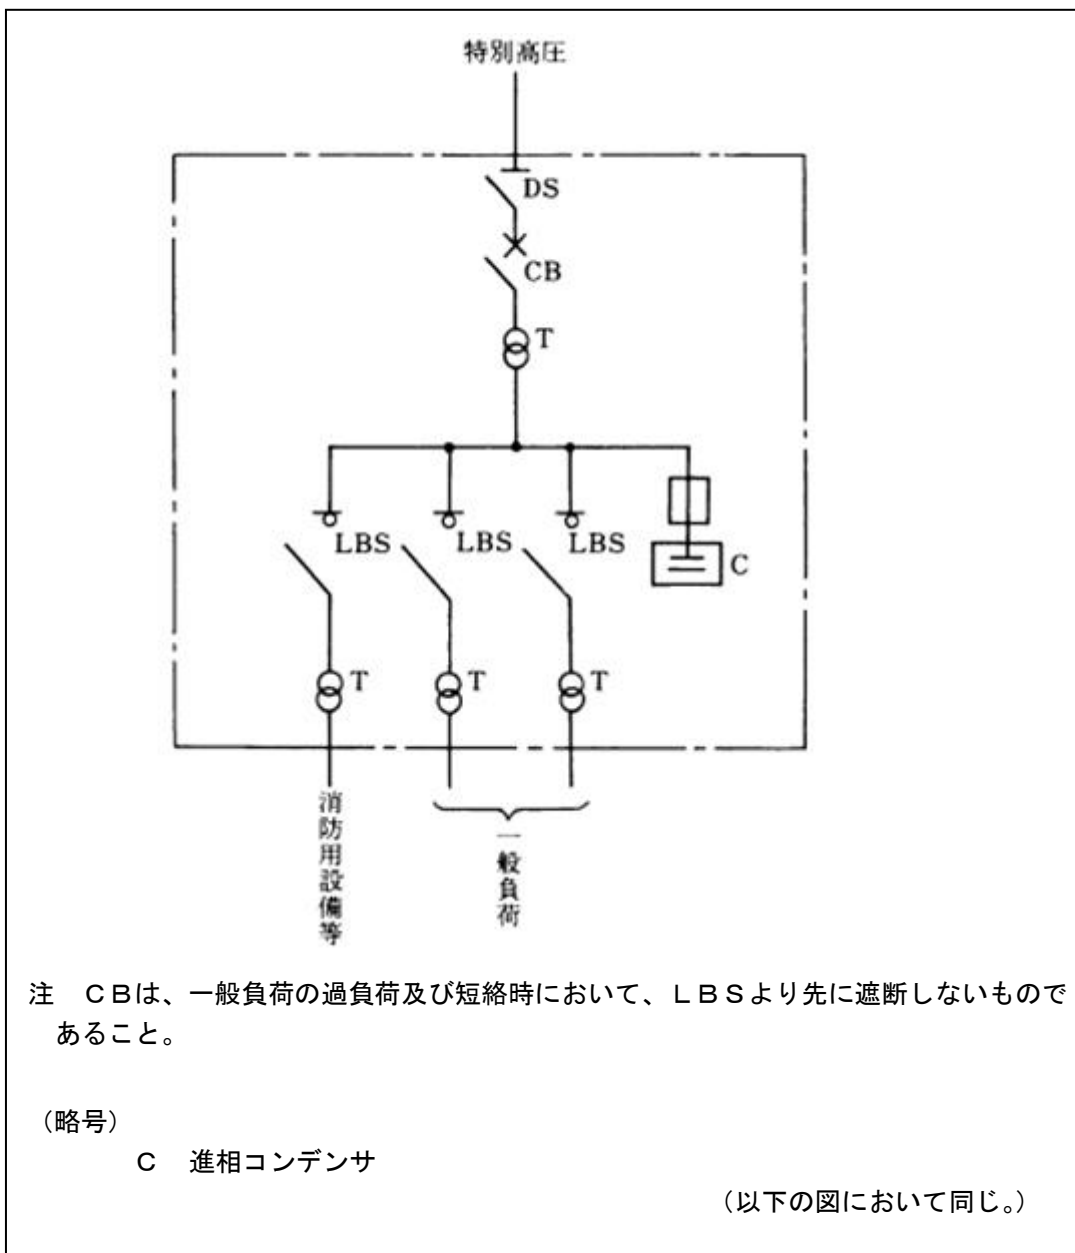 特別高圧
DS
CB
T
LBS
LBS
LBS
C
T
T
T
消防用設備等
一般負荷
注　ＣＢは、一般負荷の過負荷及び短絡時において、ＬＢＳより先に遮断しないもので
あること。
（略号）
Ｃ　進相コンデンサ
（以下の図において同じ。）